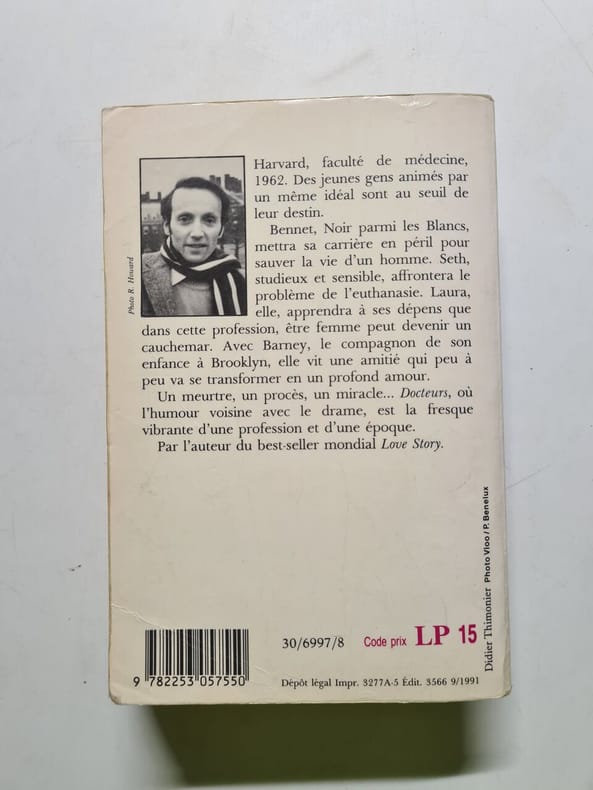 Harvard, faculté de médecine,
1962. Des jeunes gens animés par
un même idéal sont au seuil de
leur destin.
Bennet, Noir parmi les Blancs,
mettra sa carrière en péril pour
sauver la vie d'un homme. Seth,
studieux et sensible, affrontera le
problème de l'euthanasie. Laura,
elle, apprendra à ses dépens que
dans cette profession, être femme peut devenir un
cauchemar. Avec Barney, le compagnon de son
enfance à Brooklyn, elle vit une amitié qui peu à
peu va se transformer en un profond amour.
Un meurtre, un procès, un miracle... Docteurs, où
l'humour voisine avec le drame, est la fresque
vibrante d'une profession et d'une époque.
Par l'auteur du best-seller mondial Love Story.
Photo R. Howard
Didier Thimonier Photo Vloo / P. Benelux
30/6997/8
Code prix LP 15
9 782253 057550
Dépôt légal Impr. 3277A-5 Édit. 3566 9/1991